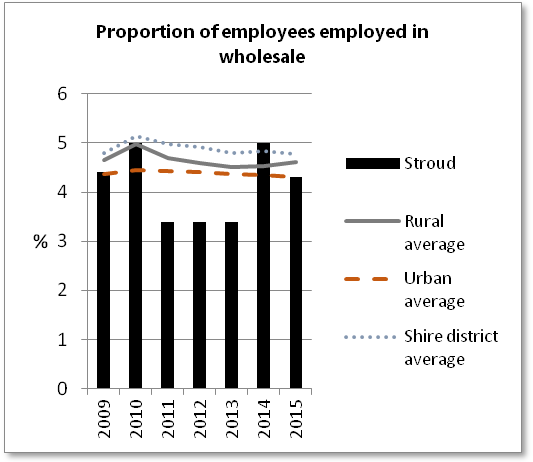 Proportion of employees employed in
wholesale
6
5
4
3
2
1
0
%
2009
2010
2011
2012
2013
2014
2015
Stroud
Rural
average
Urban
average
Shire district
average